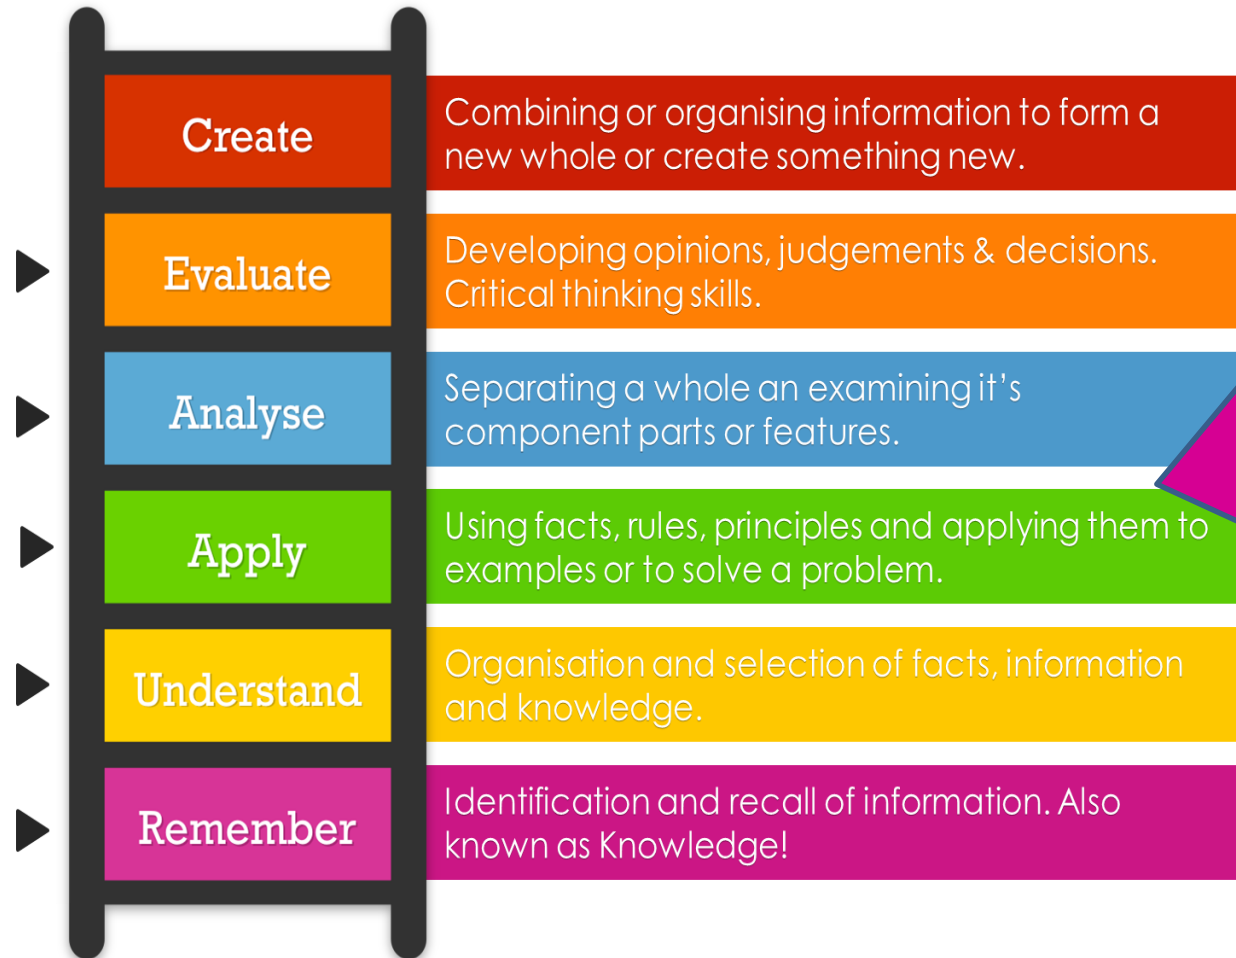 Create
Combining or organising information to form a
new whole or create something new.
Evaluate
Developing opinions, judgements & decisions.
Critical thinking skills.
Analyse
Separating a whole an examining it’s
component parts or features.
Apply
Using facts, rules, principles and applying them to
examples or to solve a problem.
Understand
Organisation and selection of facts, information
and knowledge.
Remember
Identification and recall of information. Also
known as Knowledge!